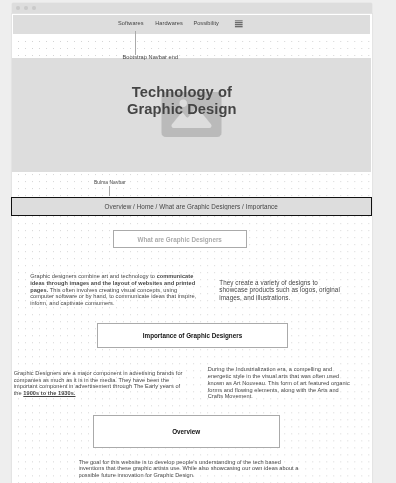 Softwares Hardwares Possibility
Bootstrap Navbar end
Technology of
Graphic Design
Bulma Navbar
Overview / Home / What are Graphic Designers / Importance
What are Graphic Designers
Graphic designers combine art and technology to communicate
ideas through images and the layout of websites and printed
pages. This often involves creating visual concepts, using
computer software or by hand, to communicate ideas that inspire,
inform, and captivate consumers.
They create a variety of designs to
showcase products such as logos, original
images, and illustrations.
Importance of Graphic Designers
Graphic Designers are a major component in advertising brands for
companies as much as it is in the media. They have been the
important component in advertisement through The Early years of
the 1900s to the 1930s.
During the Industrialization era, a compelling and
energetic style in the visual arts that was often used
known as Art Nouveau. This form of art featured organic
forms and flowing elements, along with the Arts and
Crafts Movement.
Overview
The goal for this website is to develop people's understanding of the tech based
inventions that these graphic artists use. While also showcasing our own ideas about a
possible future innovation for Graphic Design.